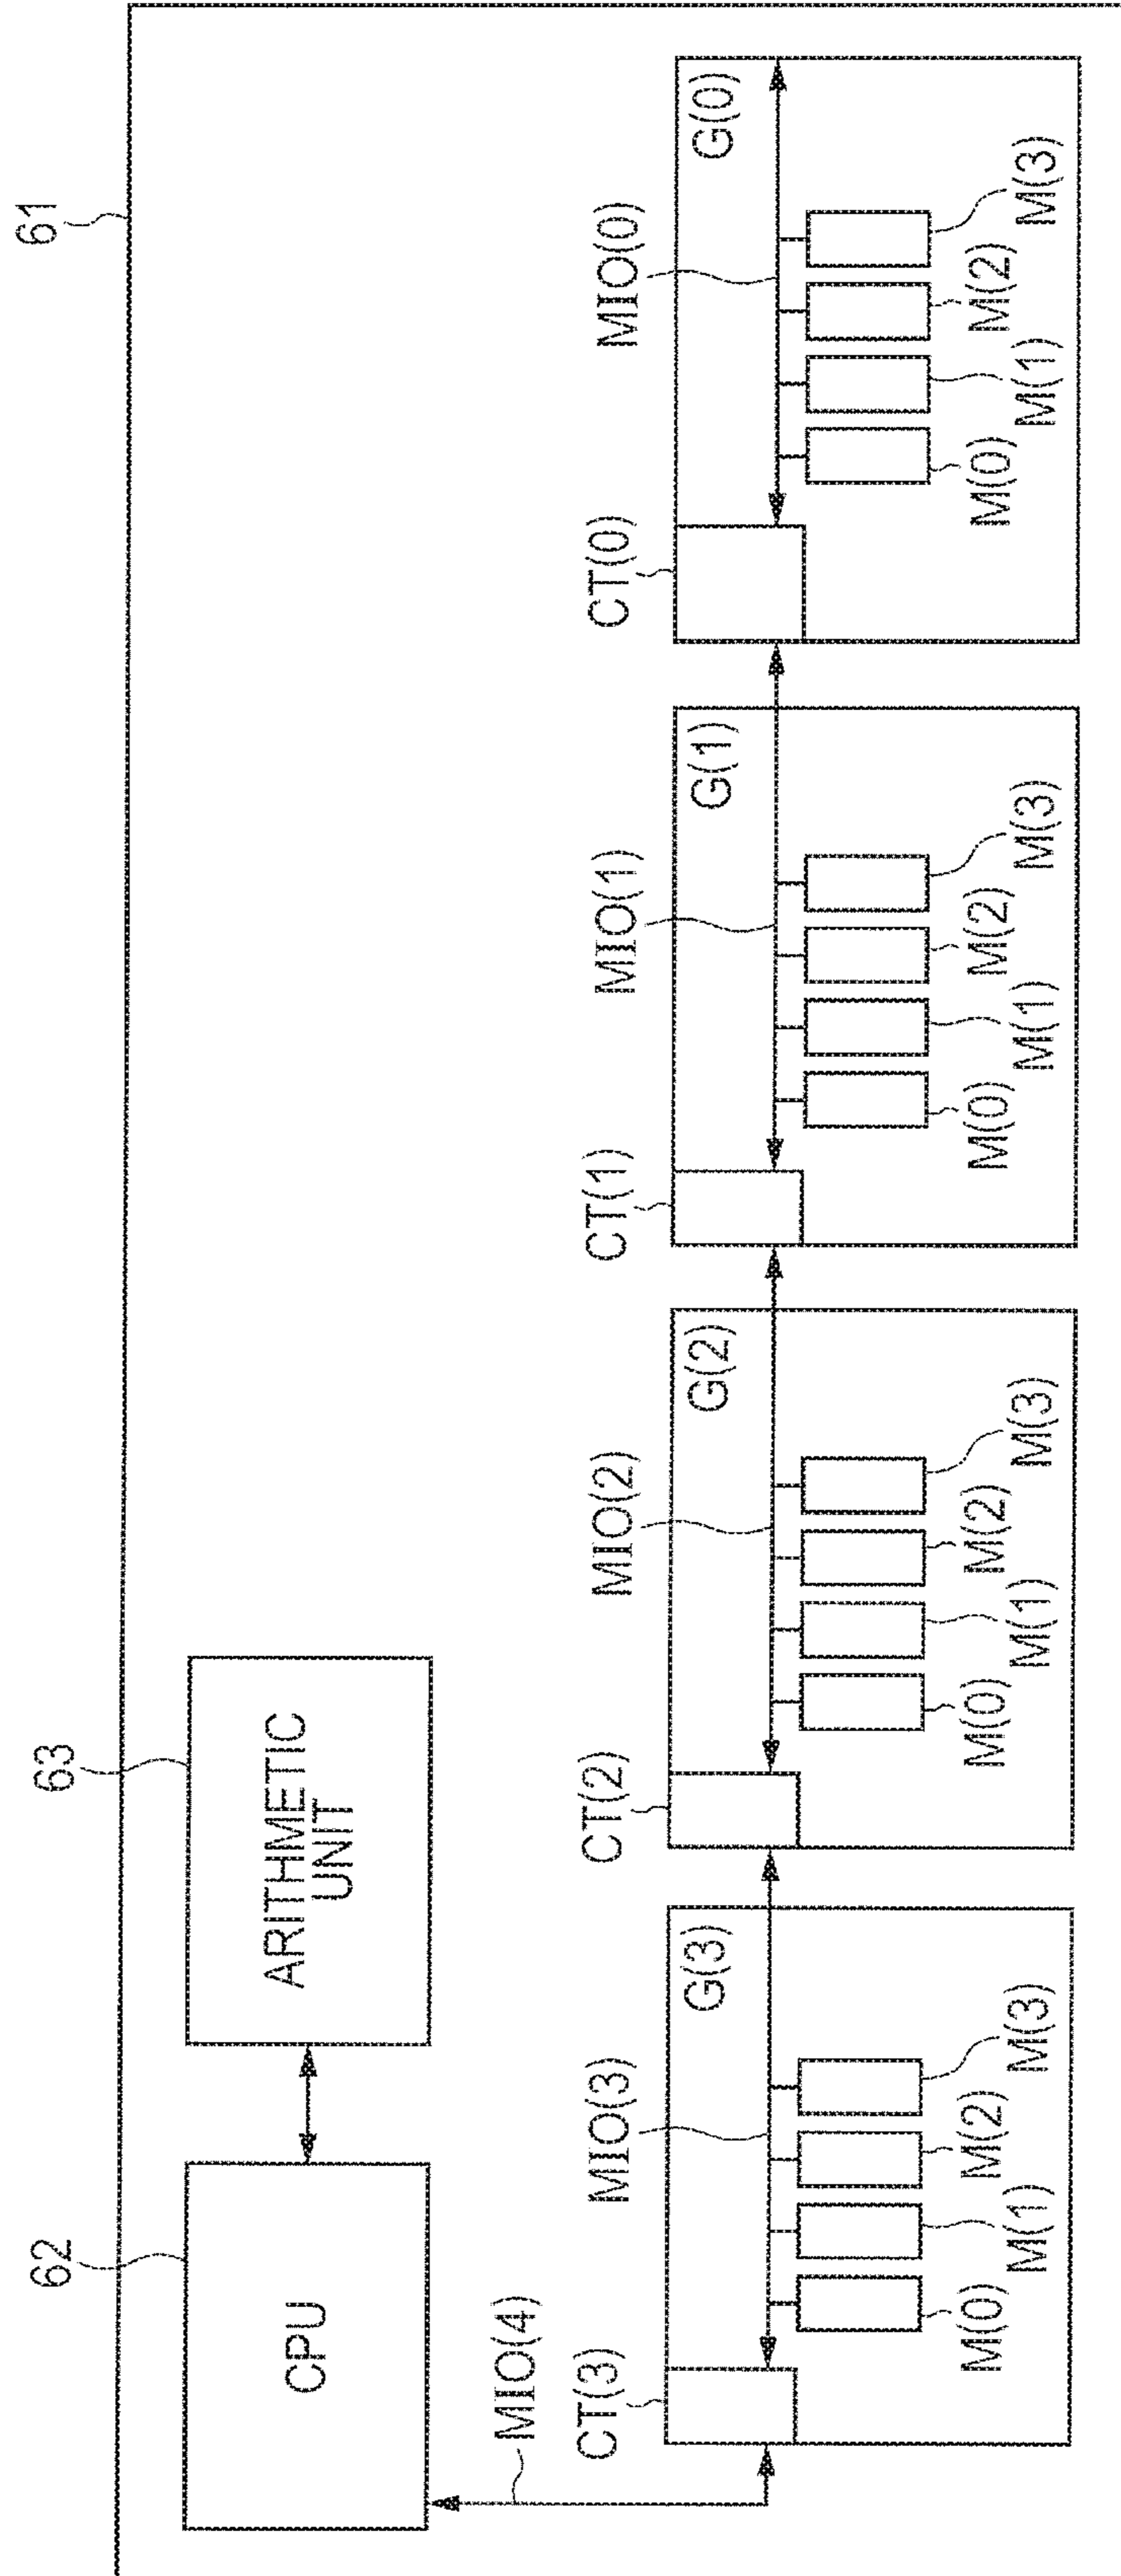 61
62
63
CPU
ARITHMETIC
UNIT
MIO(4)
CT(3)
MIO(3)
CT(2)
MIO(2)
CT(1)
MIO(1)
CT(0)
MIO(0)
G(3)
G(2)
G(1)
G(0)
M(0)
M(1)
M(2)
M(3)
M(0)
M(1)
M(2)
M(3)
M(0)
M(1)
M(2)
M(3)
M(0)
M(1)
M(2)
M(3)